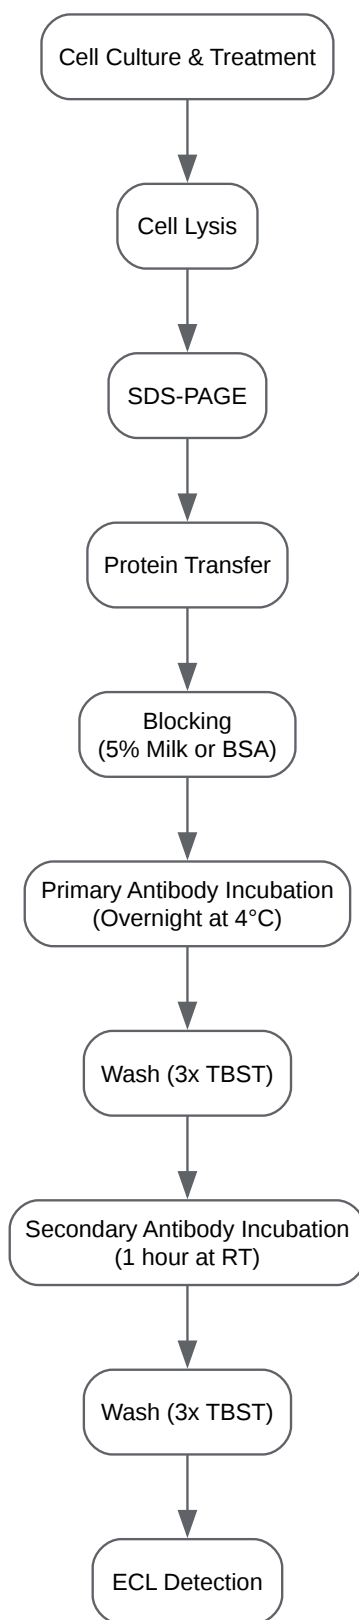 Cell Culture & Treatment
Cell Lysis
SDS-PAGE
Protein Transfer
Blocking
(5% Milk or BSA)
Primary Antibody Incubation
(Overnight at 4°C)
Wash (3x TBST)
Secondary Antibody Incubation
(1 hour at RT)
Wash (3x TBST)
ECL Detection